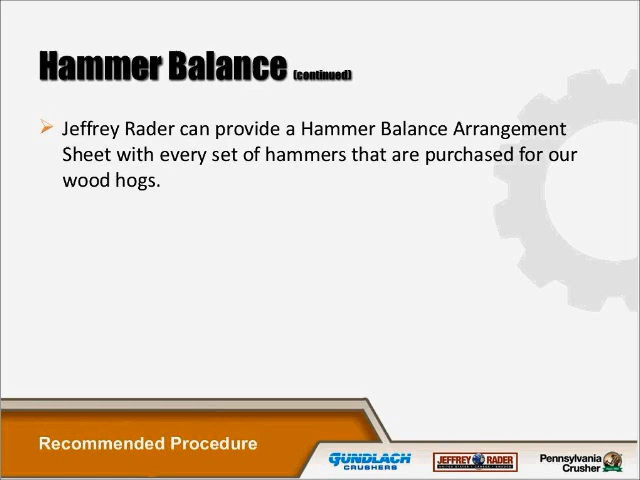 Hammer Balance (continued)
Jeffrey Rader can provide a Hammer Balance Arrangement
Sheet with every set of hammers that are purchased for our
wood hogs.
Recommended Procedure
GUNDLACH
CRUSHERS
JEFFREY RADER
Pennsylvania
Crusher